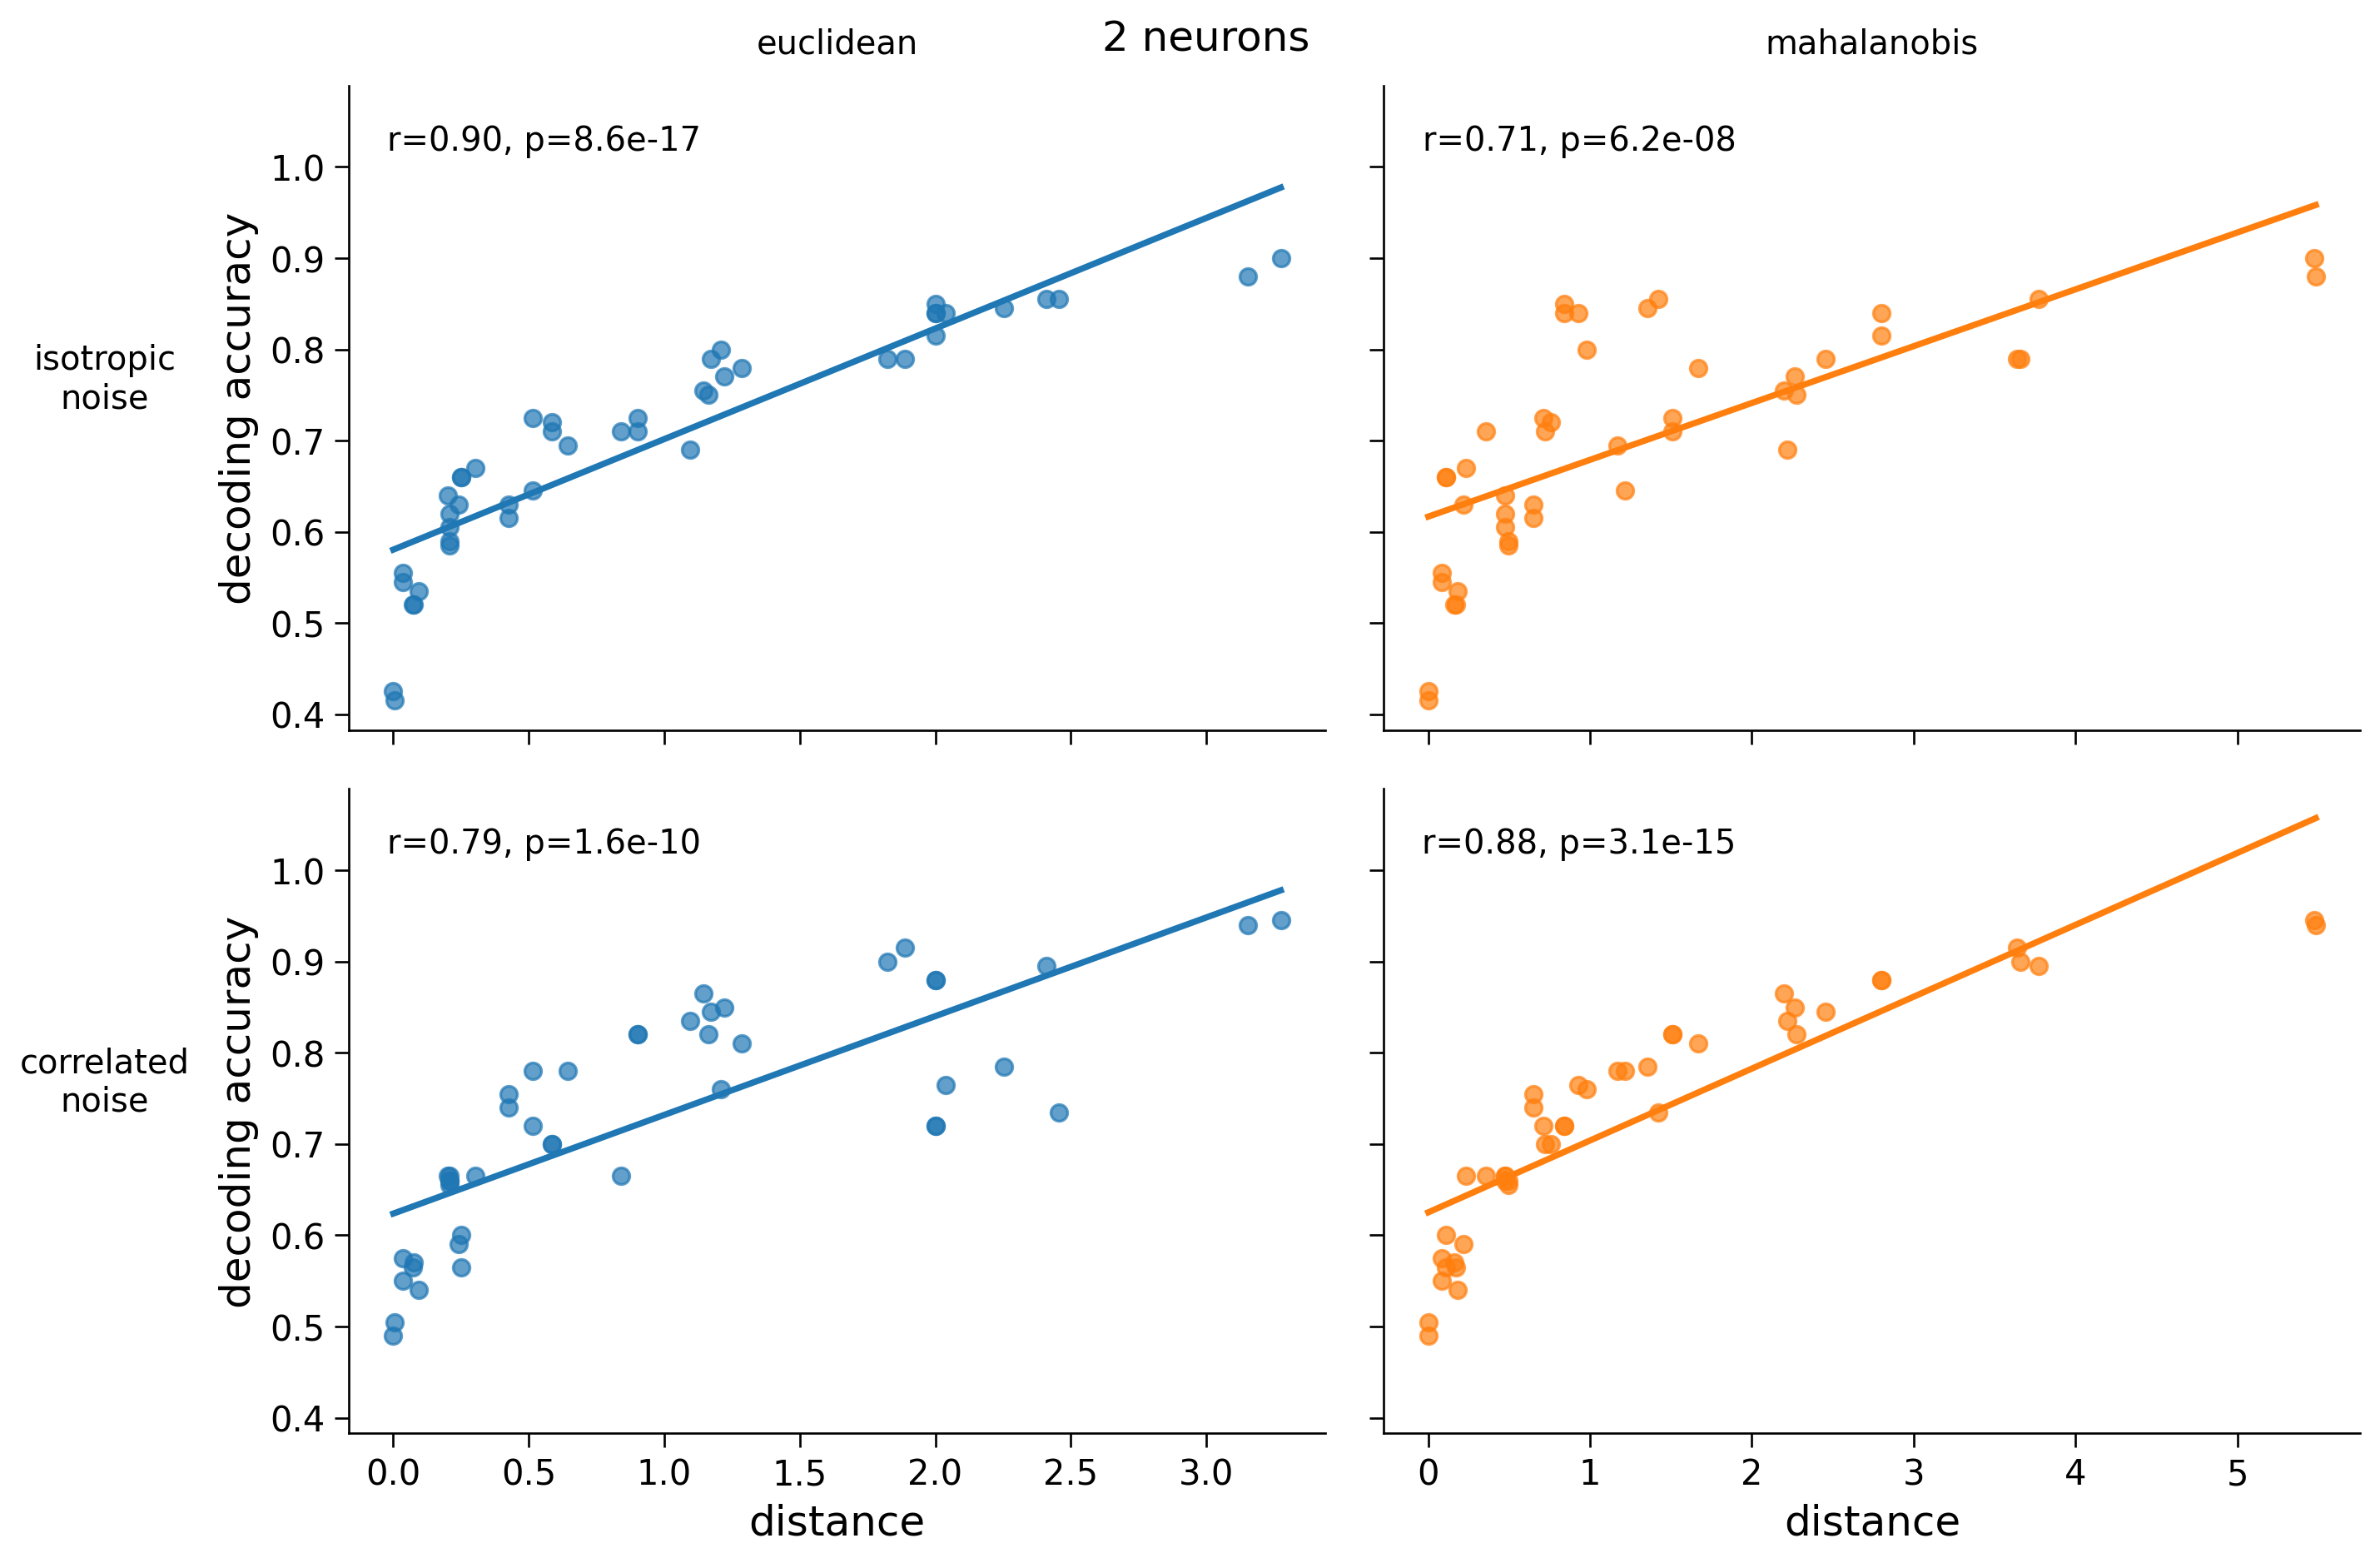 2 neurons
euclidean
mahalanobis
isotropic
noise
decoding accuracy
1.0
0.9
0.8
0.7
0.6
0.5
0.4
r=0.90, p=8.6e-17
r=0.71, p=6.2e-08
correlated
noise
decoding accuracy
1.0
0.9
0.8
0.7
0.6
0.5
0.4
r=0.79, p=1.6e-10
r=0.88, p=3.1e-15
0.0 0.5 1.0 1.5 2.0 2.5 3.0
distance
0 1 2 3 4 5
distance